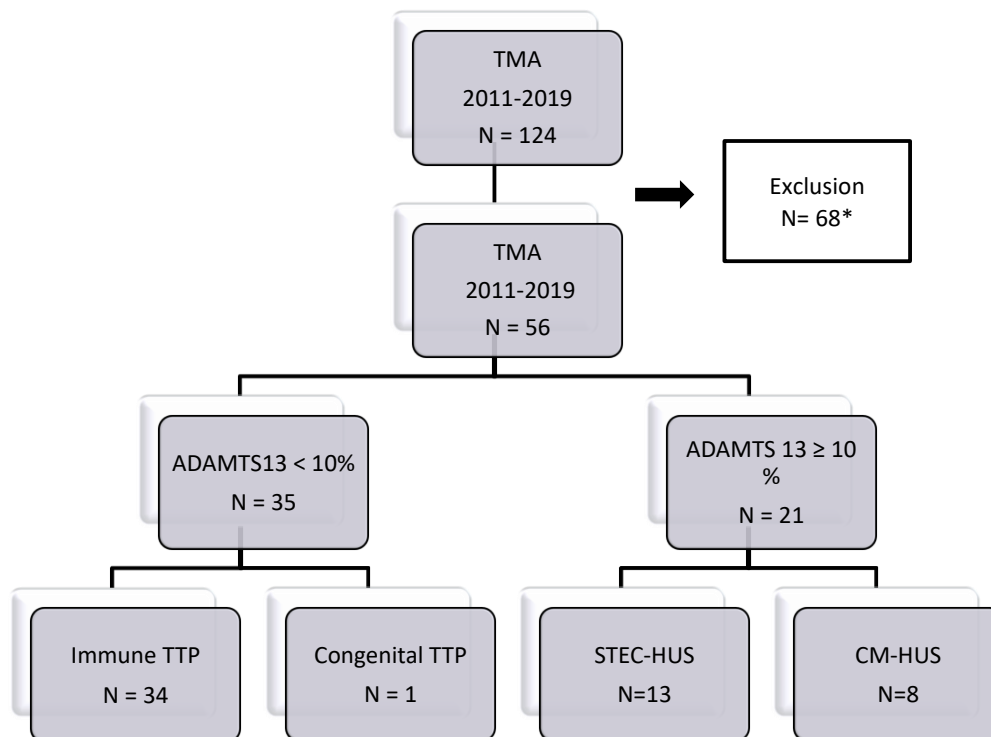 TMA
2011-2019
N = 124
Exclusion
N= 68*
TMA
2011-2019
N = 56
ADAMTS13 < 10%
N = 35
ADAMTS 13 ≥ 10
%
N = 21
Immune TTP
N = 34
Congenital TTP
N = 1
STEC-HUS
N=13
CM-HUS
N=8